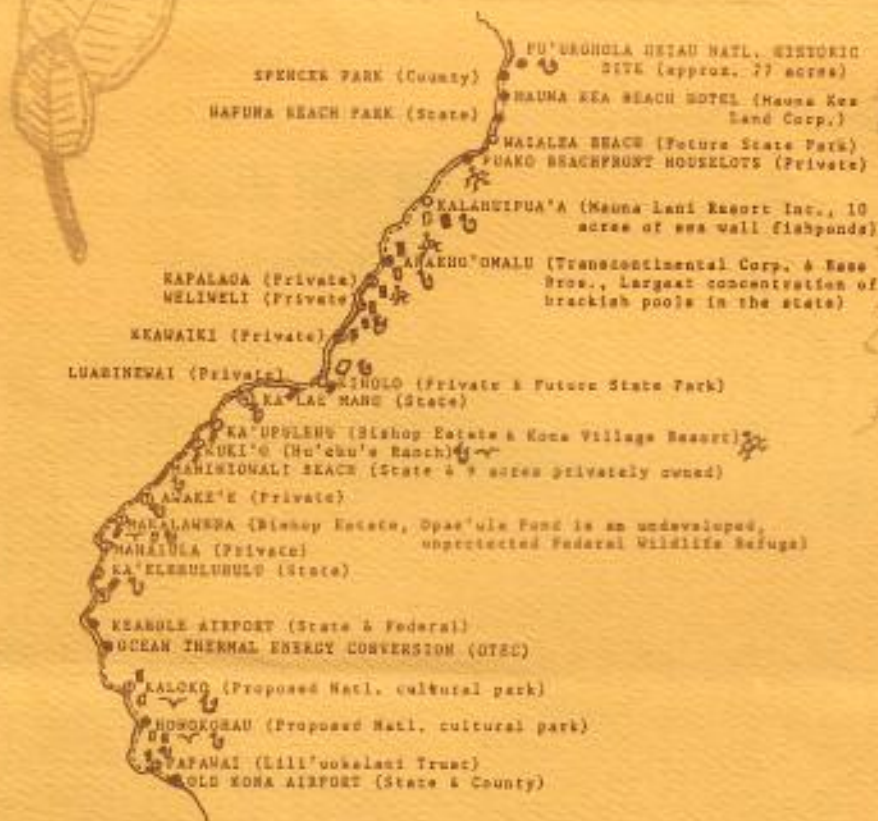 PU'UKOHOLA HEIAU NATL. HISTORIC
SITE (approx. 77 acres)
SPENCER PARK (County)
MAUNA KEA BEACH HOTEL (Mauna Kea
Land Corp.)
HAPUNA BEACH PARK (State)
WAIALEA BEACH (Future State Park)
PUAKO BEACHFRONT HOUSELOTS (Private)
KALAHUIPUA'A (Mauna Lani Resort Inc., 10
acres of sea wall fishponds)
ANAEHO'OMALU (Transcontinental Corp. & Rose
Bros., Largest concentration of
brackish pools in the state)
KAPALAOA (Private)
WELIWELI (Private)
KEAWAIKI (Private)
LUAHINEWAI (Private)
KIHOLO (Private & Future State Park)
KA'LAE MANO (State)
KA'UPULEHU (Bishop Estate & Kona Village Resort)
KUKI'O (Hu'ehu'e Ranch)
MANINIOWALI BEACH (State & 9 acres privately owned)
AWAKE'E (Private)
MAKALAWENA (Bishop Estate, Opae'ula Pond is an undeveloped,
unprotected Federal Wildlife Refuge)
MAHAIULA (Private)
KA'ELEHULUHULU (State)
KEAHOLE AIRPORT (State & Federal)
OCEAN THERMAL ENERGY CONVERSION (OTEC)
KALOKO (Proposed Natl. cultural park)
HONOKOHAU (Proposed Natl. cultural park)
PAPAWAI (Lili'uokalani Trust)
OLD KONA AIRPORT (State & County)